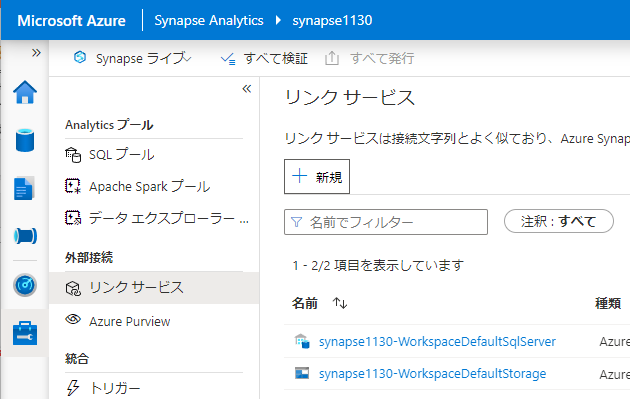 Microsoft Azure
Synapse Analytics
synapse1130
Synapse ライブ
すべて検証
すべて発行
Analytics プール
SQL プール
Apache Spark プール
データ エクスプローラー ...
外部接続
リンク サービス
Azure Purview
統合
トリガー
リンク サービス
リンク サービスは接続文字列とよく似ており、Azure Synap
新規
名前でフィルター
注釈 : すべて
1 - 2/2 項目を表示しています
名前
種類
synapse1130-WorkspaceDefaultSqlServer
Azure
synapse1130-WorkspaceDefaultStorage
Azure